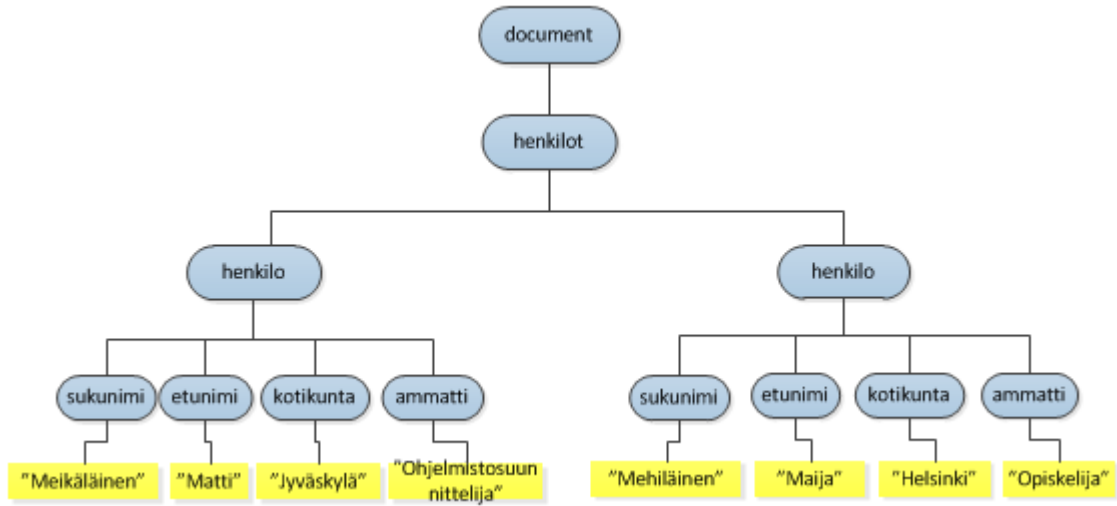 document
henkilot
henkilo
henkilo
sukunimi
etunimi
kotikunta
ammatti
sukunimi
etunimi
kotikunta
ammatti
”Meikäläinen”
”Matti”
”Jyväskylä”
”Ohjelmistosuun
nittelija”
”Mehiläinen”
”Maija”
”Helsinki”
”Opiskelija”